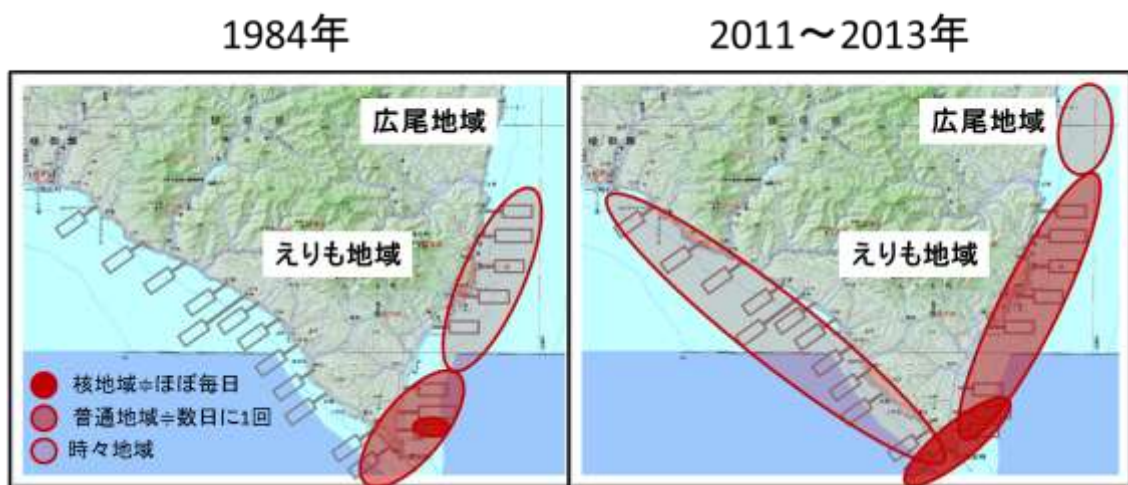 1984年
2011～2013年
広尾地域
えりも地域
核地域≑ほぼ毎日
普通地域≑数日に1回
時々地域
広尾地域
えりも地域